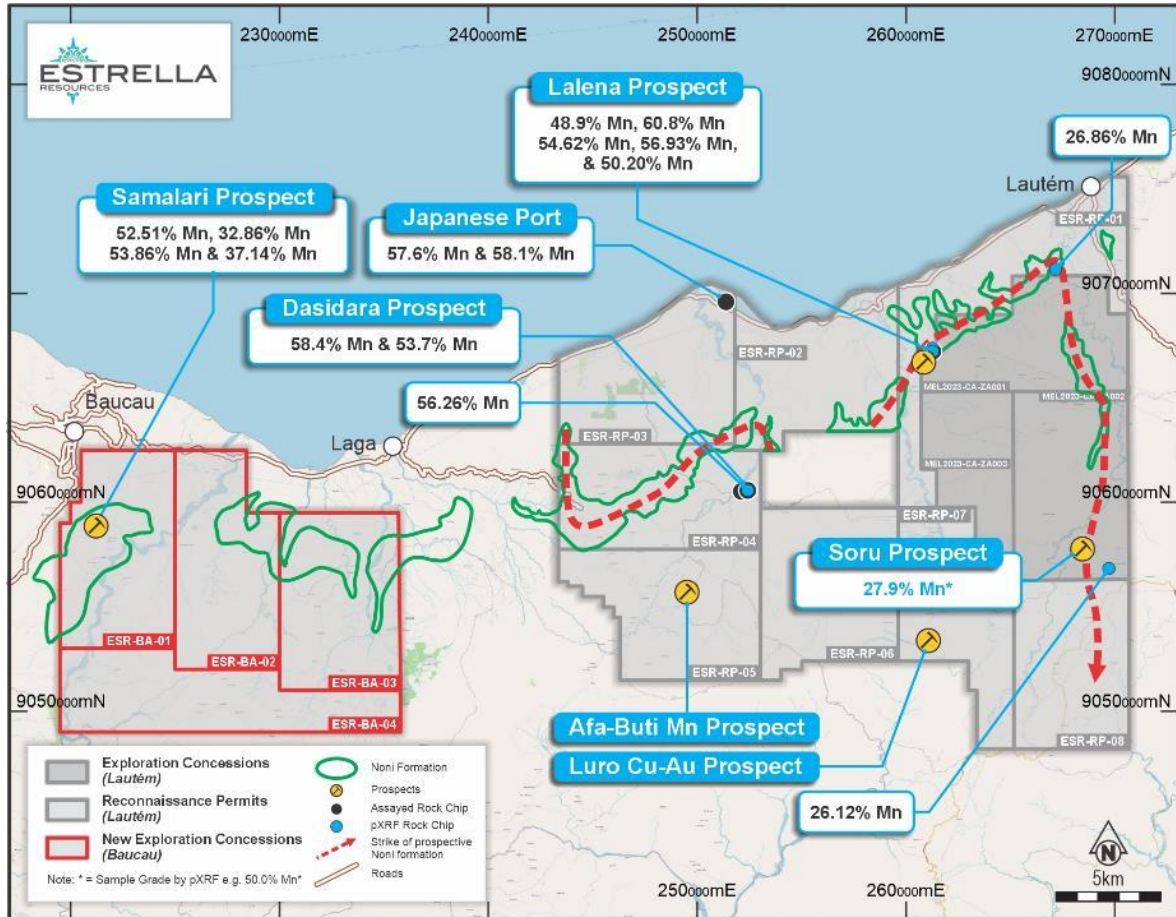 230000mE
240000mE
250000mE
260000mE
270000mE
ESTRELLA
RESOURCES
9080000mN
Lalena Prospect
48.9% Mn, 60.8% Mn
54.62% Mn, 56.93% Mn,
& 50.20% Mn
26.86% Mn
Lautém
Samalari Prospect
52.51% Mn, 32.86% Mn
53.86% Mn & 37.14% Mn
Japanese Port
57.6% Mn & 58.1% Mn
ESR-RP-01
9070000mN
Dasidara Prospect
58.4% Mn & 53.7% Mn
ESR-RP-02
56.26% Mn
MEL2023-CA-ZA001
MEL2023-CA-ZA002
Baucau
Laga
ESR-RP-03
MEL2023-CA-ZA003
9060000mN
9060000mN
ESR-RP-07
ESR-RP-04
Soru Prospect
27.9% Mn*
ESR-BA-01
ESR-BA-02
ESR-BA-03
ESR-BA-04
ESR-RP-05
ESR-RP-06
9050000mN
9050000mN
Afa-Buti Mn Prospect
Luro Cu-Au Prospect
ESR-RP-08
26.12% Mn
Exploration Concessions
(Lautém)
Reconnaissance Permits
(Lautém)
New Exploration Concessions
(Baucau)
Note: * = Sample Grade by pXRF e.g. 50.0% Mn*
Noni Formation
Prospects
Assayed Rock Chip
pXRF Rock Chip
Strike of prospective
Noni formation
Roads
N
5km
250000mE
260000mE